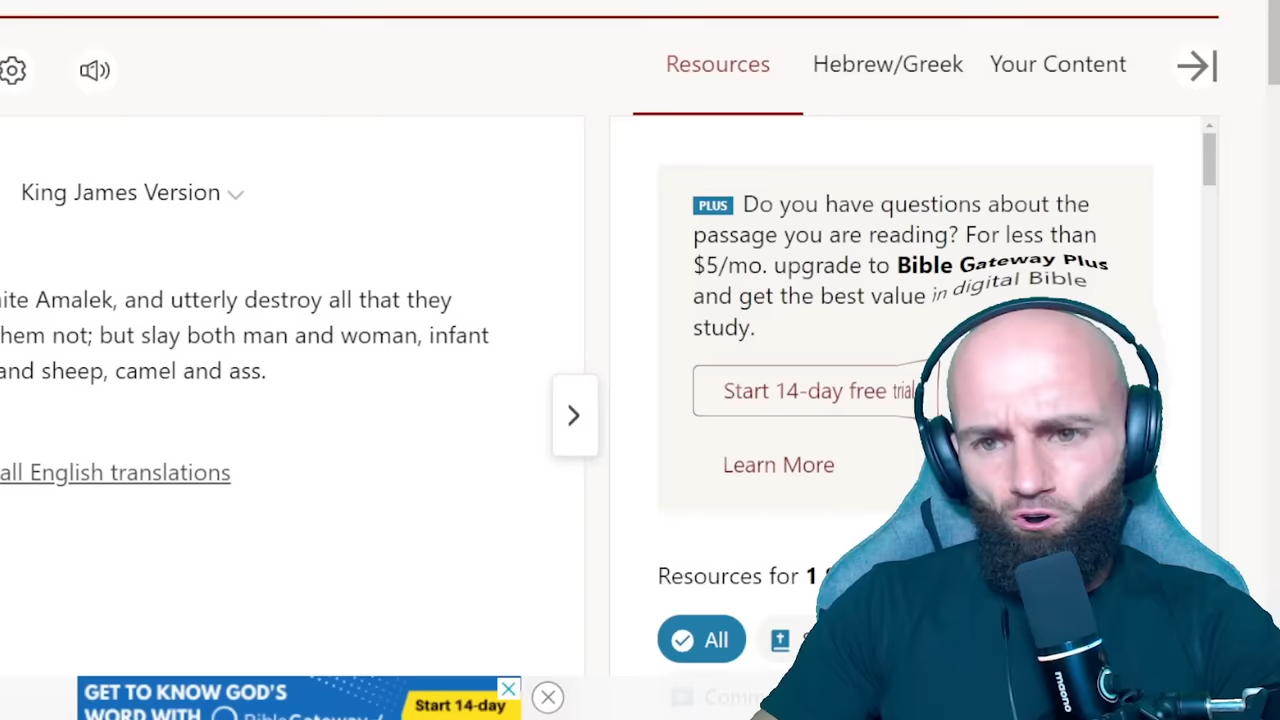 Resources Hebrew/Greek Your Content
King James Version
ite Amalek, and utterly destroy all that they
hem not; but slay both man and woman, infant
and sheep, camel and ass.
all English translations
PLUS Do you have questions about the
passage you are reading? For less than
$5/mo. upgrade to Bible Gateway Plus
and get the best value in digital Bible
study.
Start 14-day free trial
Learn More
Resources for 1
All
Comm
GET TO KNOW GOD'S
WORD WITH BibleGateway
Start 14-day
maono